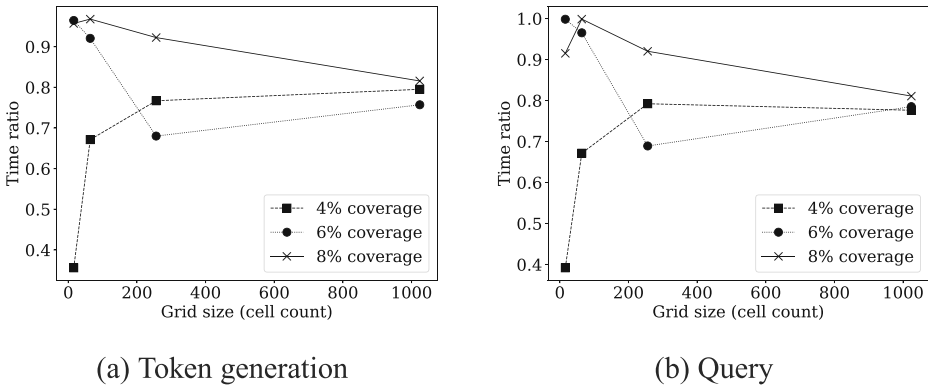 0.9
0.8
0.7
0.6
0.5
0.4
Time ratio
0 200 400 600 800 1000
Grid size (cell count)
4% coverage
6% coverage
8% coverage
(a) Token generation
1.0
0.9
0.8
0.7
0.6
0.5
0.4
Time ratio
0 200 400 600 800 1000
Grid size (cell count)
4% coverage
6% coverage
8% coverage
(b) Query